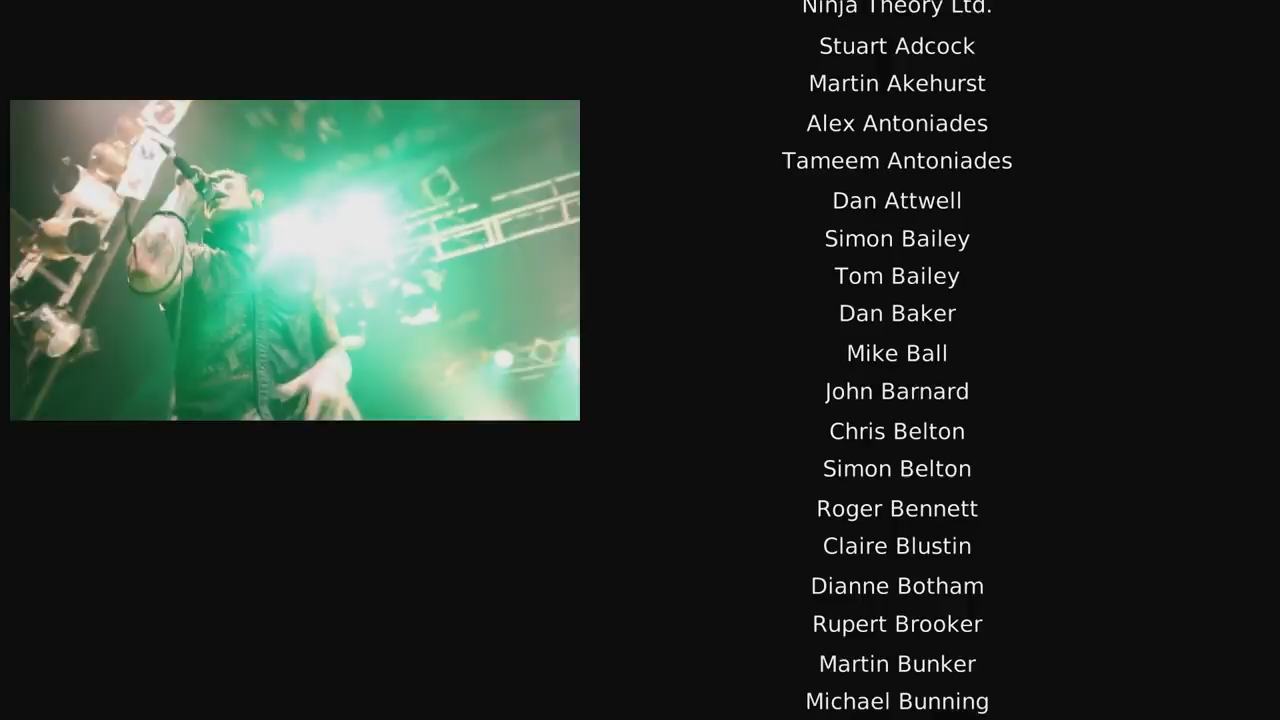 Ninja Theory Ltd.
Stuart Adcock
Martin Akehurst
Alex Antoniades
Tameem Antoniades
Dan Attwell
Simon Bailey
Tom Bailey
Dan Baker
Mike Ball
John Barnard
Chris Belton
Simon Belton
Roger Bennett
Claire Blustin
Dianne Botham
Rupert Brooker
Martin Bunker
Michael Bunning